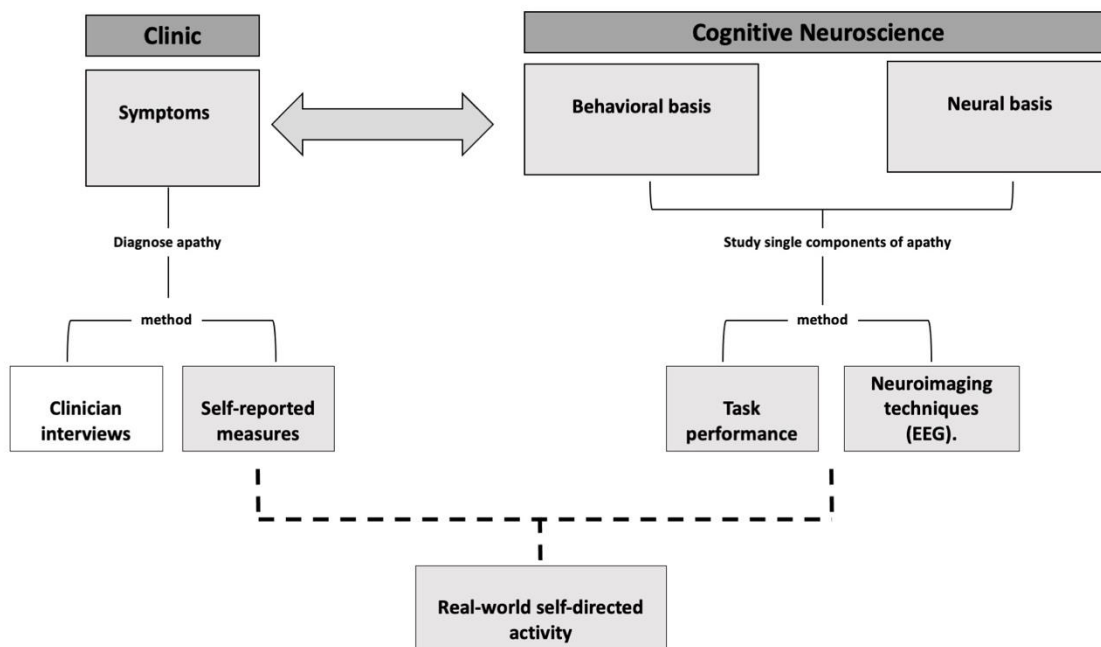 Clinic
Cognitive Neuroscience
Symptoms
Behavioral basis
Neural basis
Diagnose apathy
Study single components of apathy
method
method
Clinician
interviews
Self-reported
measures
Task
performance
Neuroimaging
techniques
(EEG).
Real-world self-directed
activity